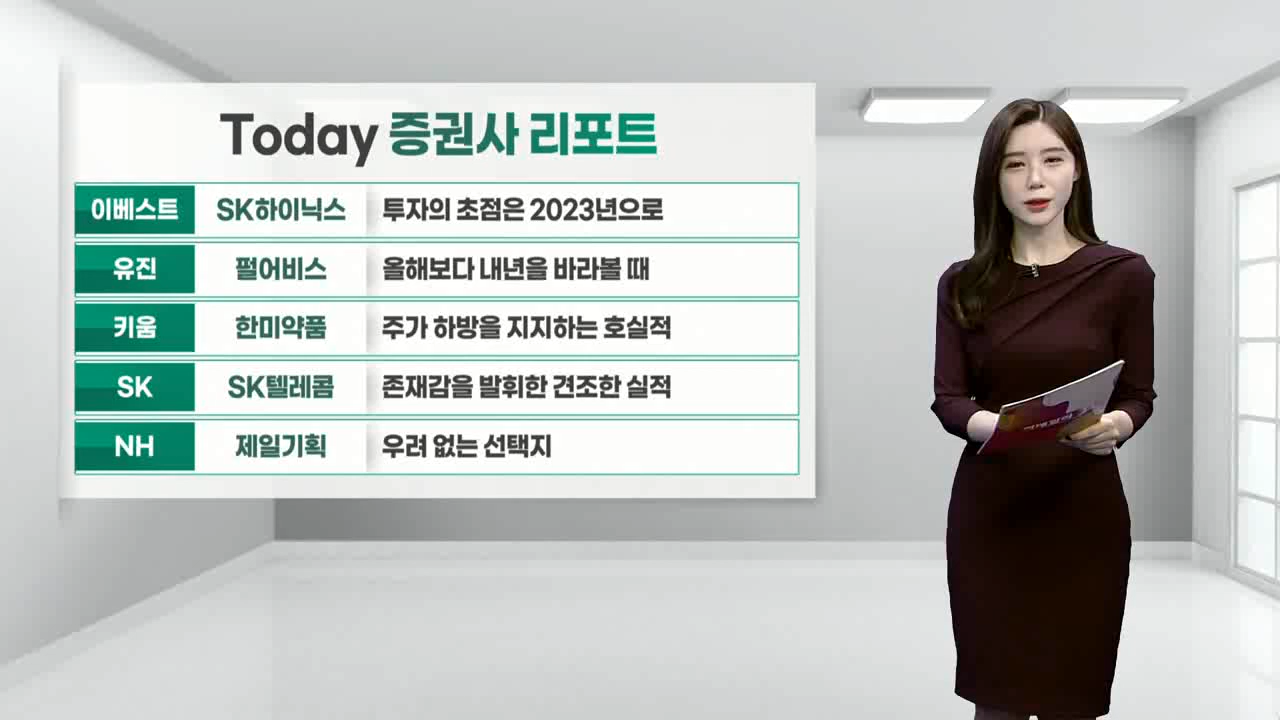 Today 증권사 리포트
이베스트 SK하이닉스 투자의 초점은 2023년으로
유진 펄어비스 올해보다 내년을 바라볼 때
키움 한미약품 주가 하방을 지지하는 호실적
SK SK텔레콤 존재감을 발휘한 견조한 실적
NH 제일기획 우려 없는 선택지